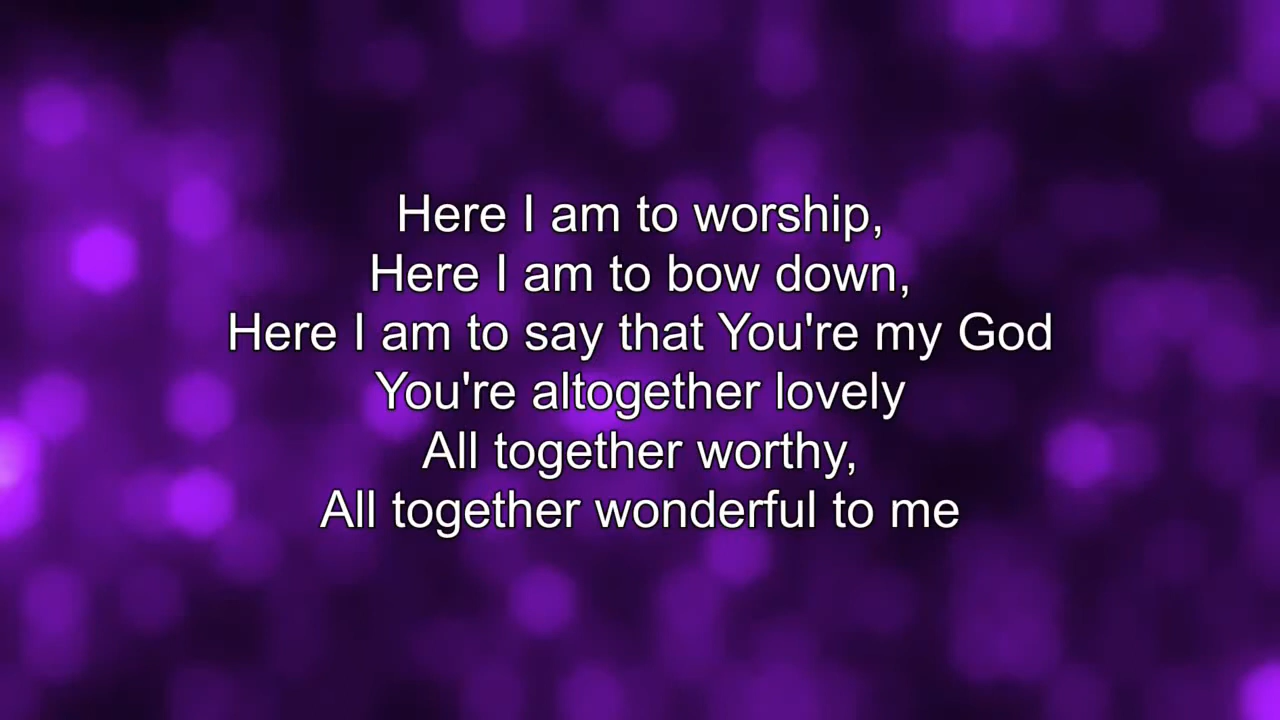 Here I am to worship,
Here I am to bow down,
Here I am to say that You're my God
You're altogether lovely
All together worthy,
All together wonderful to me